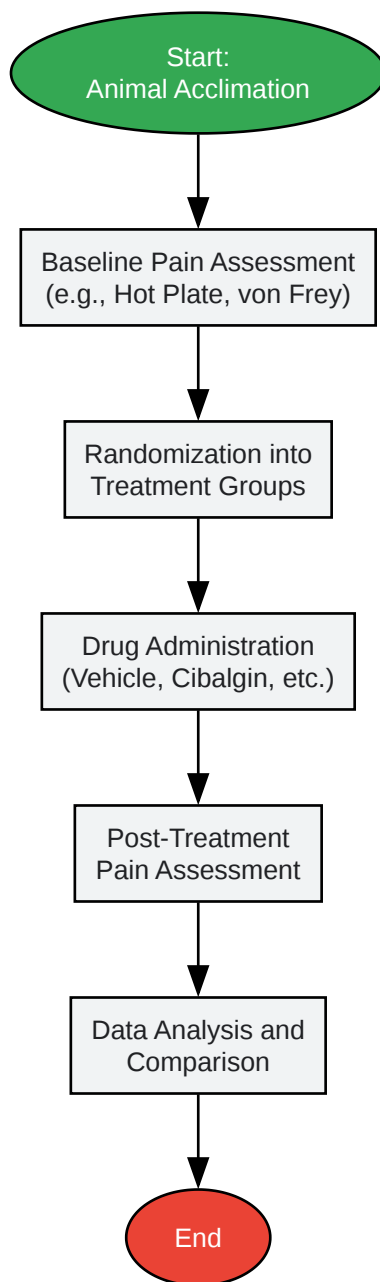 Start:
Animal Acclimation
Baseline Pain Assessment
(e.g., Hot Plate, von Frey)
Randomization into
Treatment Groups
Drug Administration
(Vehicle, Cibalgin, etc.)
Post-Treatment
Pain Assessment
Data Analysis and
Comparison
End